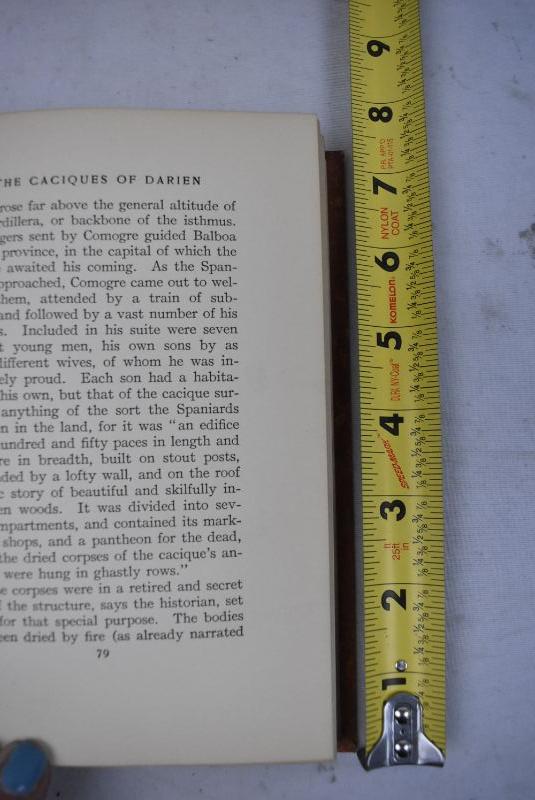 THE CACIQUES OF DARIEN
rose far above the general altitude of
rdillera, or backbone of the isthmus.
gers sent by Comogre guided Balboa
province, in the capital of which the
awaited his coming. As the Span-
pproached, Comogre came out to wel-
them, attended by a train of sub-
and followed by a vast number of his
s. Included in his suite were seven
t young men, his own sons by as
different wives, of whom he was in-
ely proud. Each son had a habita-
his own, but that of the cacique sur-
anything of the sort the Spaniards
n in the land, for it was "an edifice
undred and fifty paces in length and
re in breadth, built on stout posts,
ded by a lofty wall, and on the roof
c story of beautiful and skilfully in-
en woods. It was divided into sev-
mpartments, and contained its mark-
shops, and a pantheon for the dead,
the dried corpses of the cacique's an-
were hung in ghastly rows."
e corpses were in a retired and secret
f the structure, says the historian, set
for that special purpose. The bodies
een dried by fire (as already narrated
79
9
8
7
NYLON
COAT
6
KOMELON
5
4
3
ft in
25ft
2
1